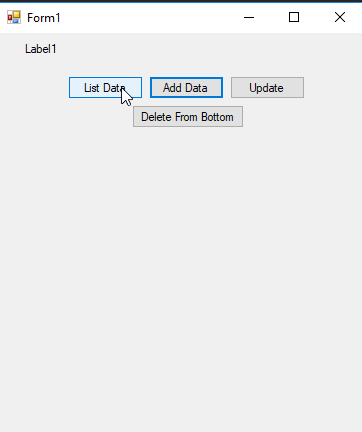 Form1
Label1
List Data Add Data Update
Delete From Bottom